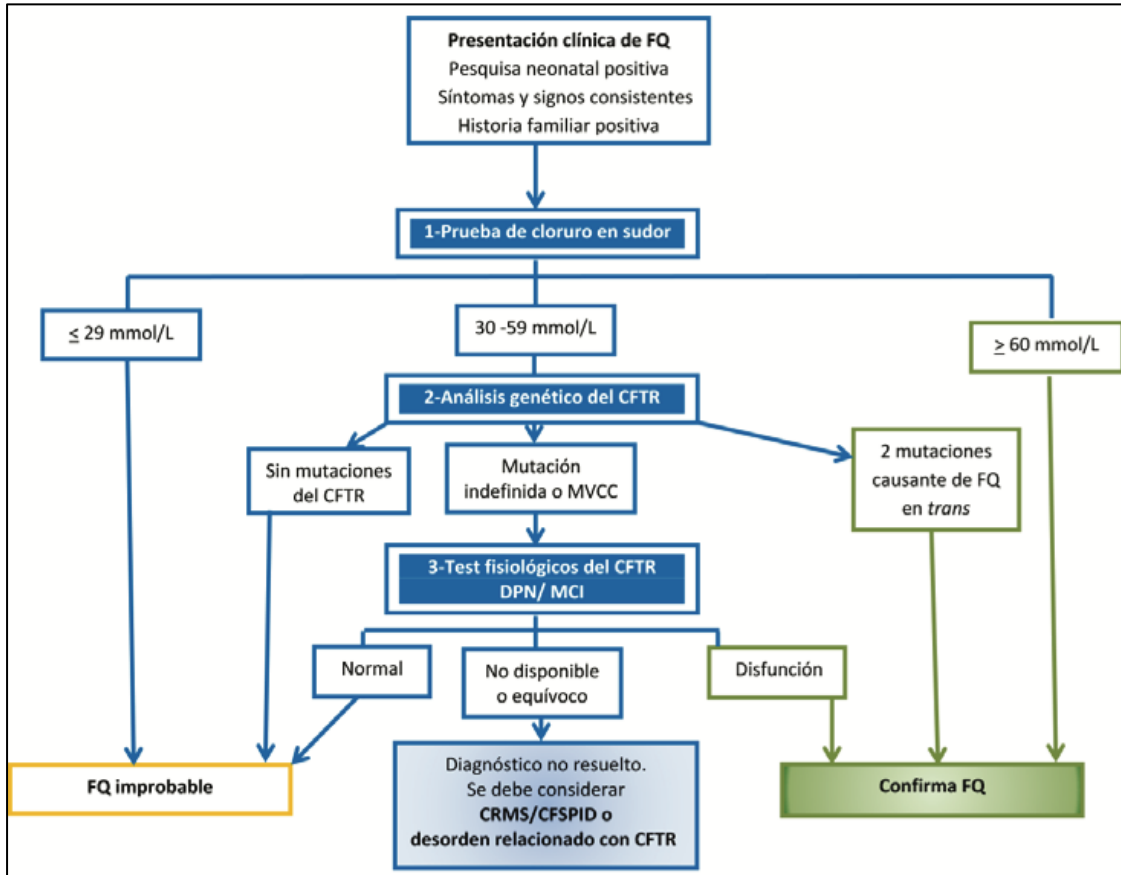 Presentación clínica de FQ
Pesquisa neonatal positiva
Síntomas y signos consistentes
Historia familiar positiva
1-Prueba de cloruro en sudor
≤ 29 mmol/L
30 -59 mmol/L
≥ 60 mmol/L
2-Análisis genético del CFTR
Sin mutaciones
del CFTR
Mutación
indefinida o MVCC
2 mutaciones
causante de FQ
en trans
3-Test fisiológicos del CFTR
DPN/ MCI
Normal
No disponible
o equívoco
Disfunción
FQ improbable
Diagnóstico no resuelto.
Se debe considerar
CRMS/CFSPID o
desorden relacionado con CFTR
Confirma FQ